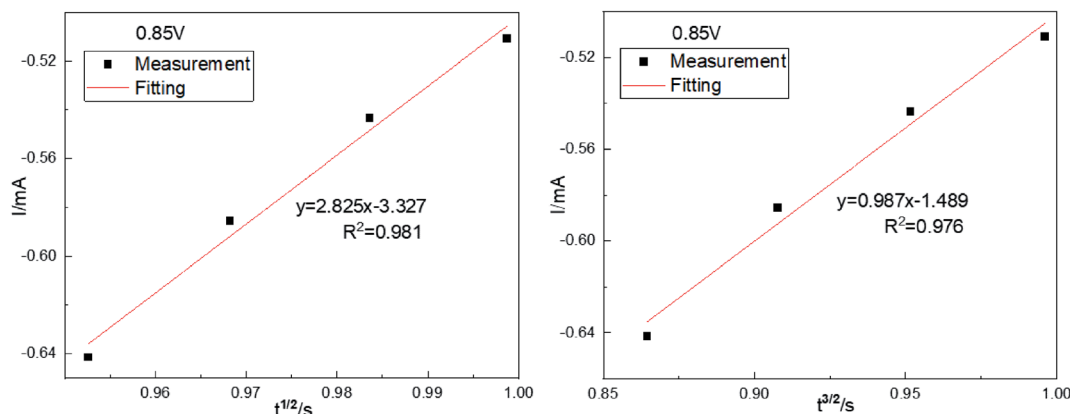 0.85V
Measurement
Fitting
-0.52
-0.56
-0.60
-0.64
I/mA
y=2.825x-3.327
R²=0.981
0.96
0.97
0.98
0.99
1.00
t^1/2/s
0.85V
Measurement
Fitting
-0.52
-0.56
-0.60
-0.64
I/mA
y=0.987x-1.489
R²=0.976
0.85
0.90
0.95
1.00
t^3/2/s